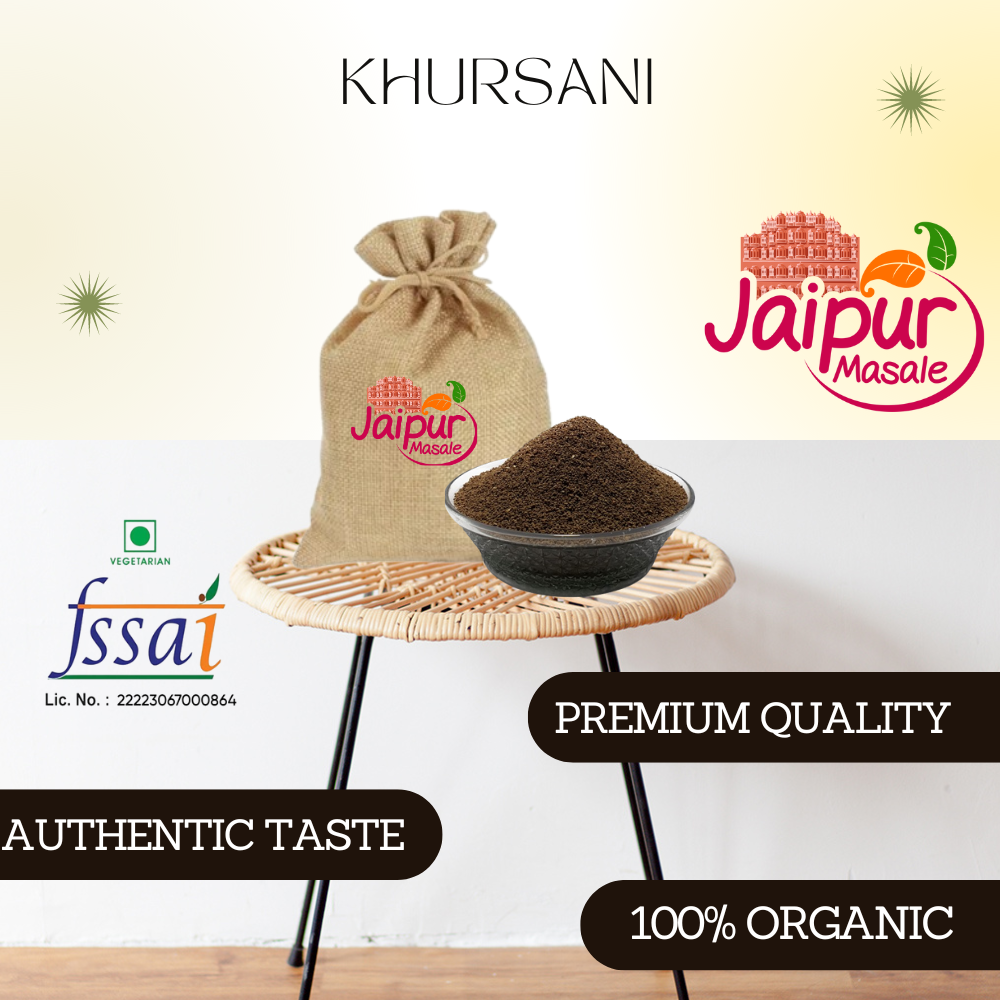 KHURSANI
Jaipur
Masale
Jaipur
Masale
VEGETARIAN
fssai
Lic. No. : 22223067000864
PREMIUM QUALITY
AUTHENTIC TASTE
100% ORGANIC